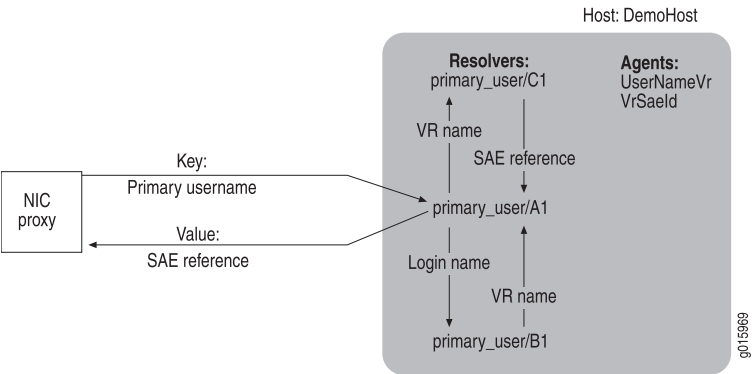 Host: DemoHost
Resolvers:
primary_user/C1
Agents:
UserNameVr
VrSaeId
VR name
SAE reference
Key:
Primary username
NIC
proxy
primary_user/A1
Value:
SAE reference
Login name
VR name
primary_user/B1
g015969